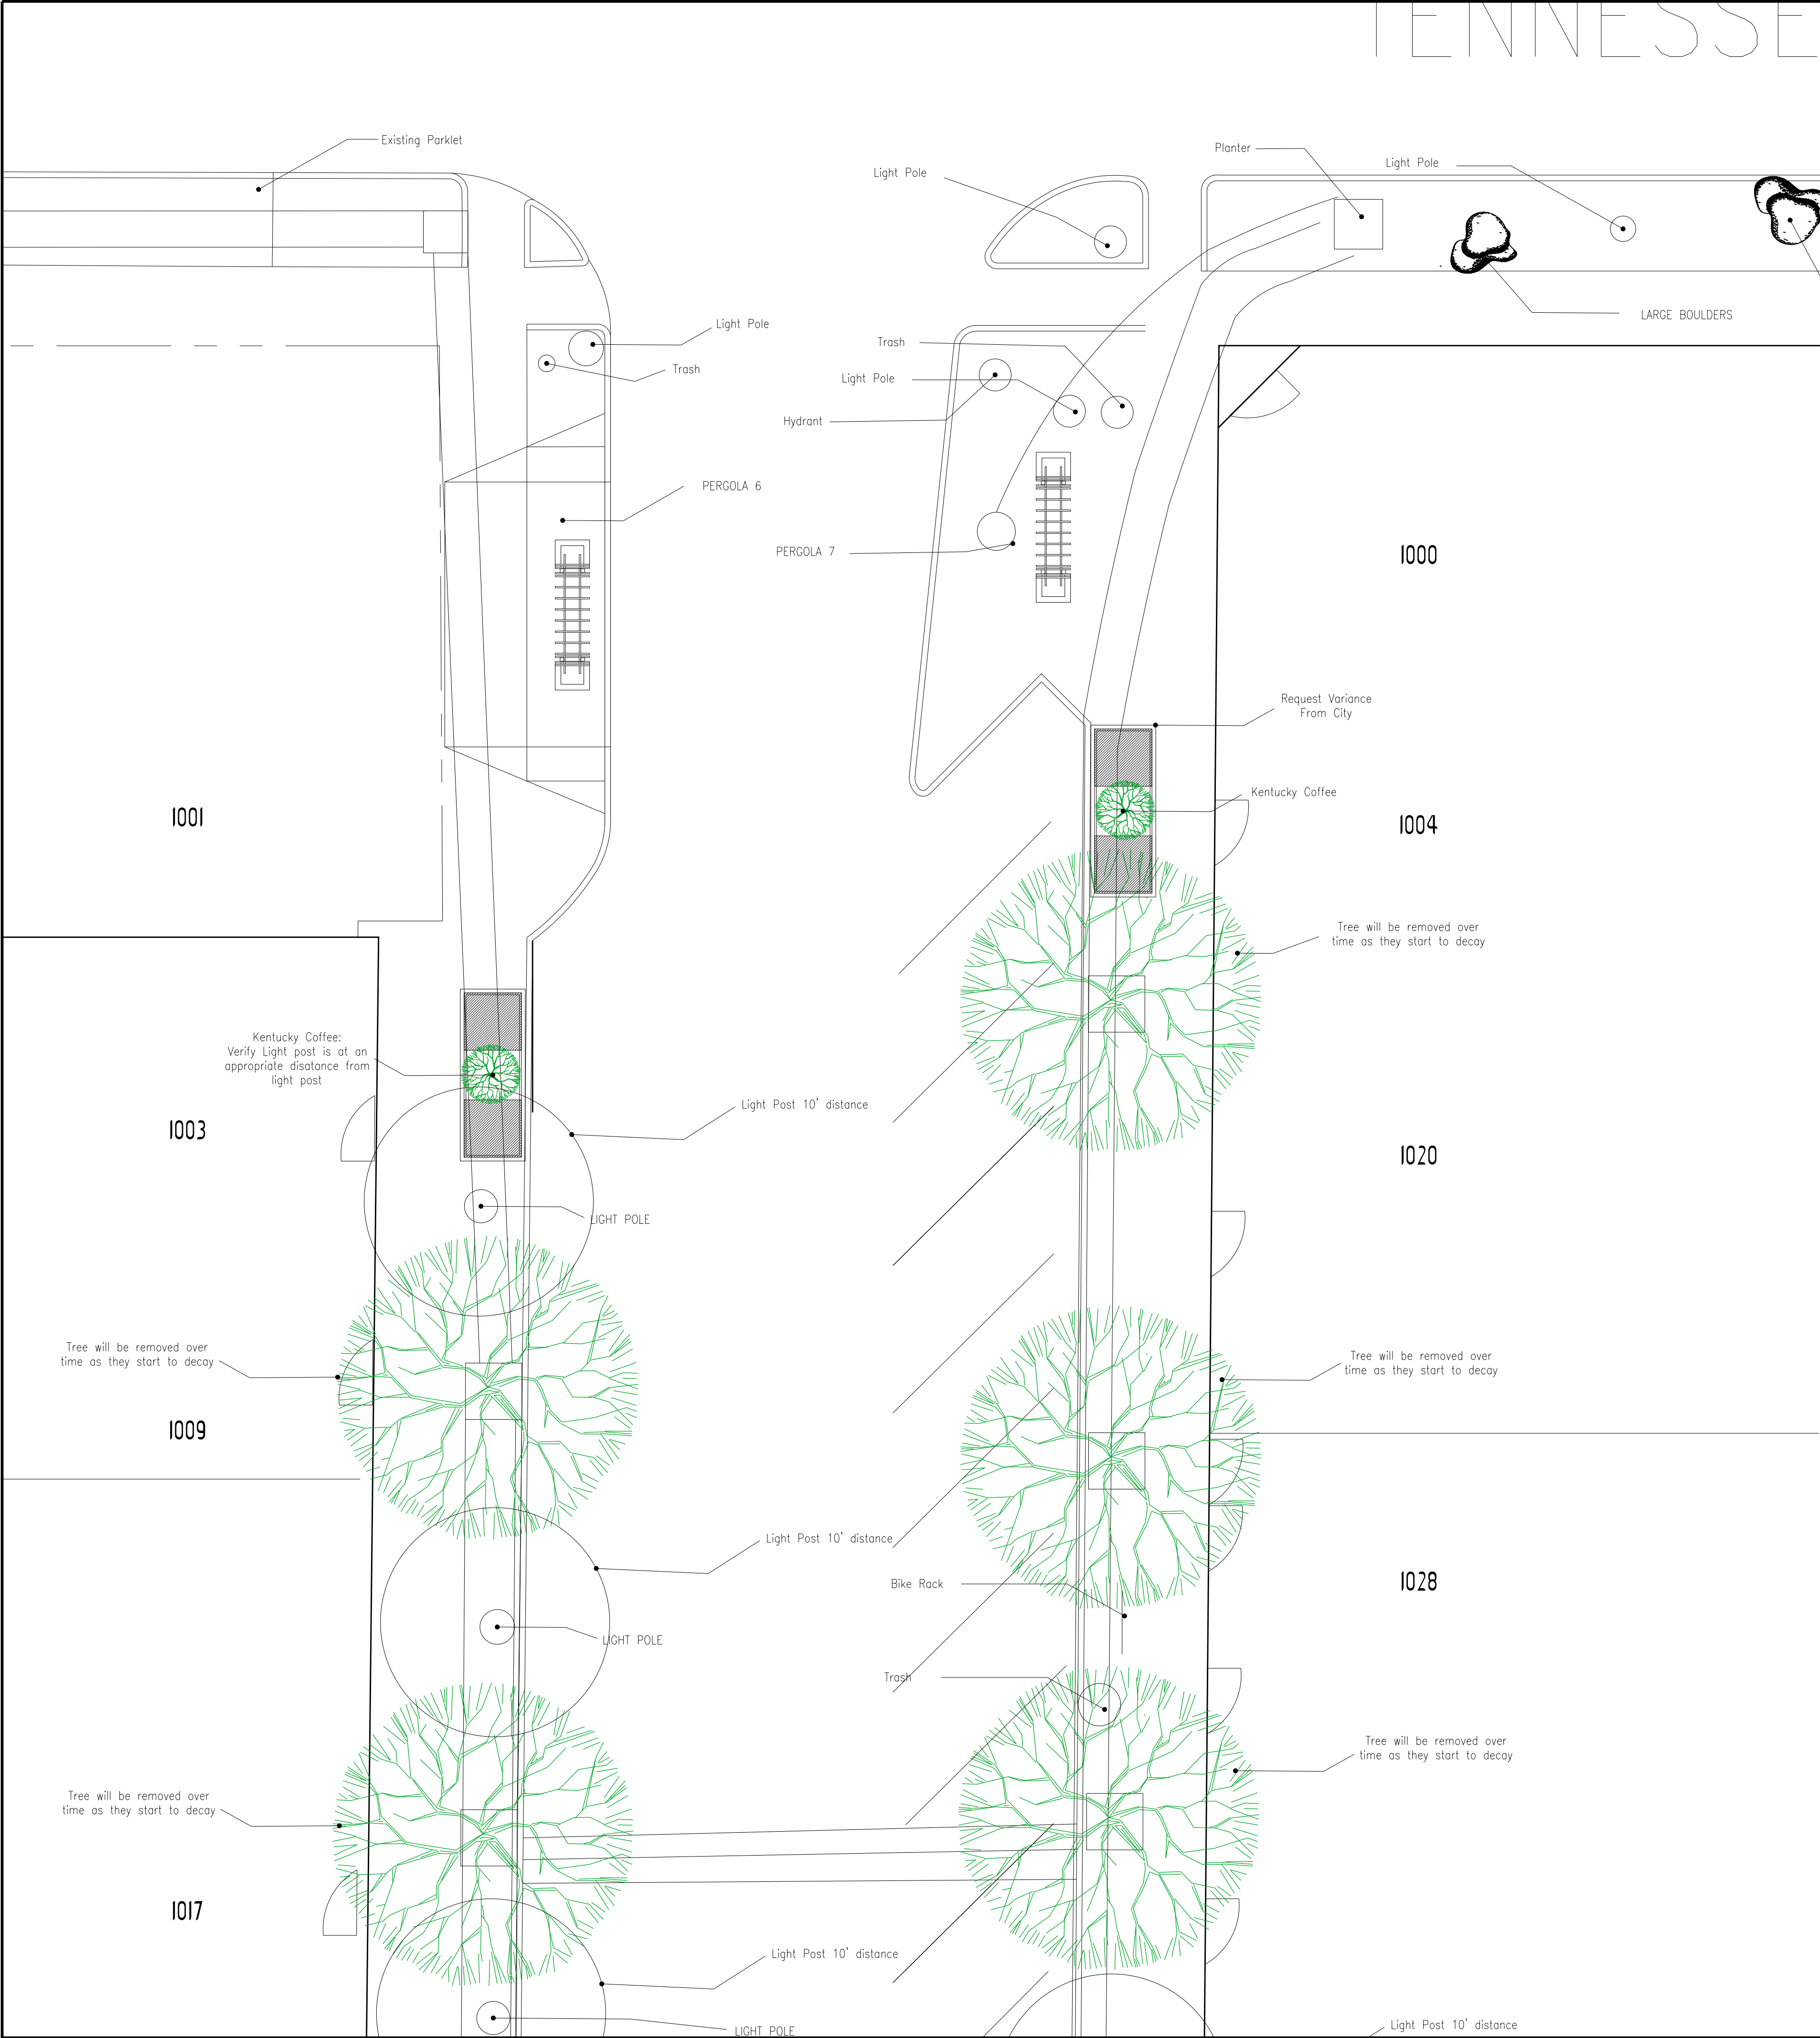 TENNESSE
Existing Parklet
Light Pole
Planter
Light Pole
LARGE BOULDERS
Light Pole
Trash
Trash
Light Pole
Hydrant
PERGOLA 6
PERGOLA 7
1000
Request Variance
From City
Kentucky Coffee
1001
1004
Tree will be removed over
time as they start to decay
Kentucky Coffee:
Verify Light post is at an
appropriate disatance from
light post
Light Post 10' distance
1003
1020
LIGHT POLE
Tree will be removed over
time as they start to decay
Tree will be removed over
time as they start to decay
1009
Light Post 10' distance
Bike Rack
1028
LIGHT POLE
Trash
Tree will be removed over
time as they start to decay
Tree will be removed over
time as they start to decay
1017
Light Post 10' distance
LIGHT POLE
Light Post 10' distance